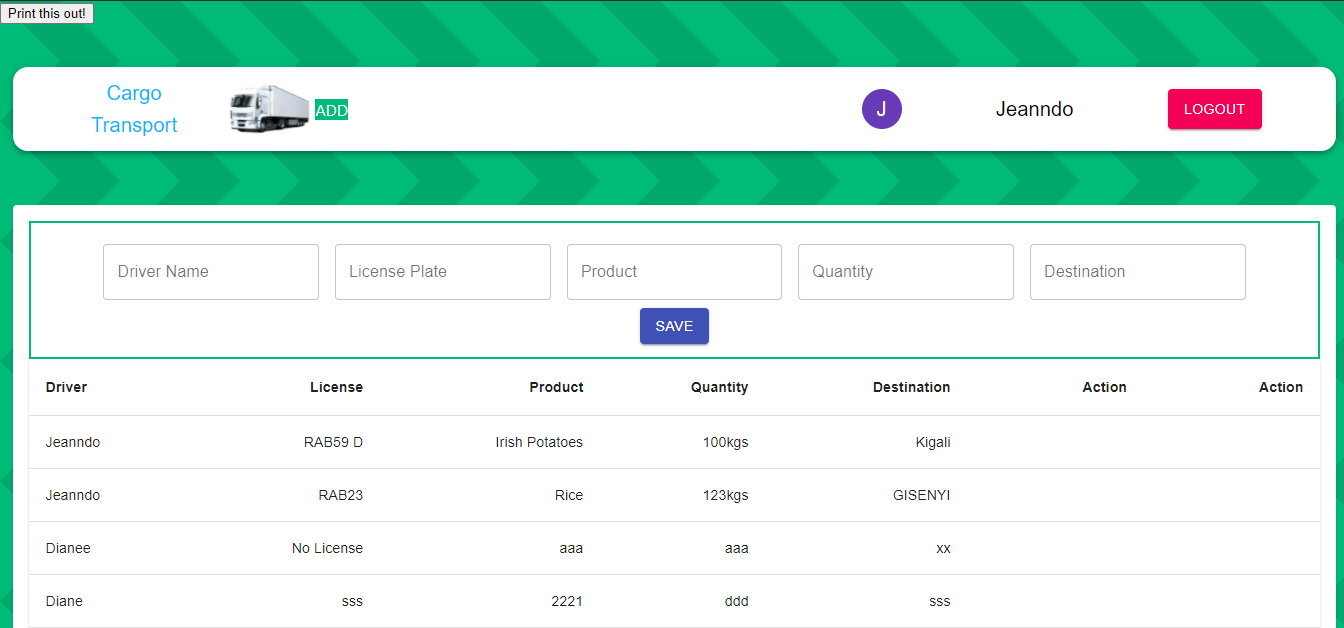 Print this out!
Cargo
Transport
ADD
J
Jeanndo
LOGOUT
Driver Name License Plate Product Quantity Destination
SAVE
Driver License Product Quantity Destination Action Action
Jeanndo RAB59 D Irish Potatoes 100kgs Kigali
Jeanndo RAB23 Rice 123kgs GISENYI
Dianee No License aaa aaa xx
Diane sss 2221 ddd sss